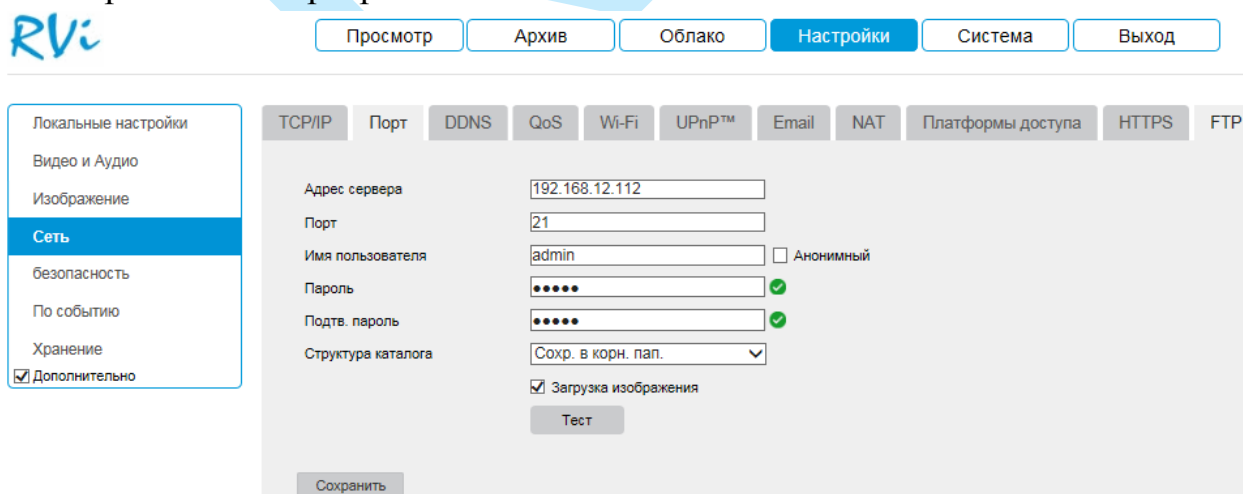 RVi
Просмотр Архив Облако Настройки Система Выход
Локальные настройки
Видео и Аудио
Изображение
Сеть
безопасность
По событию
Хранение
Дополнительно
TCP/IP Порт DDNS QoS Wi-Fi UPnP™ Email NAT Платформы доступа HTTPS FTP
Адрес сервера 192.168.12.112
Порт 21
Имя пользователя admin Анонимный
Пароль •••••
Подтв. пароль •••••
Структура каталога Сохр. в корн. пап.
Загрузка изображения
Тест
Сохранить